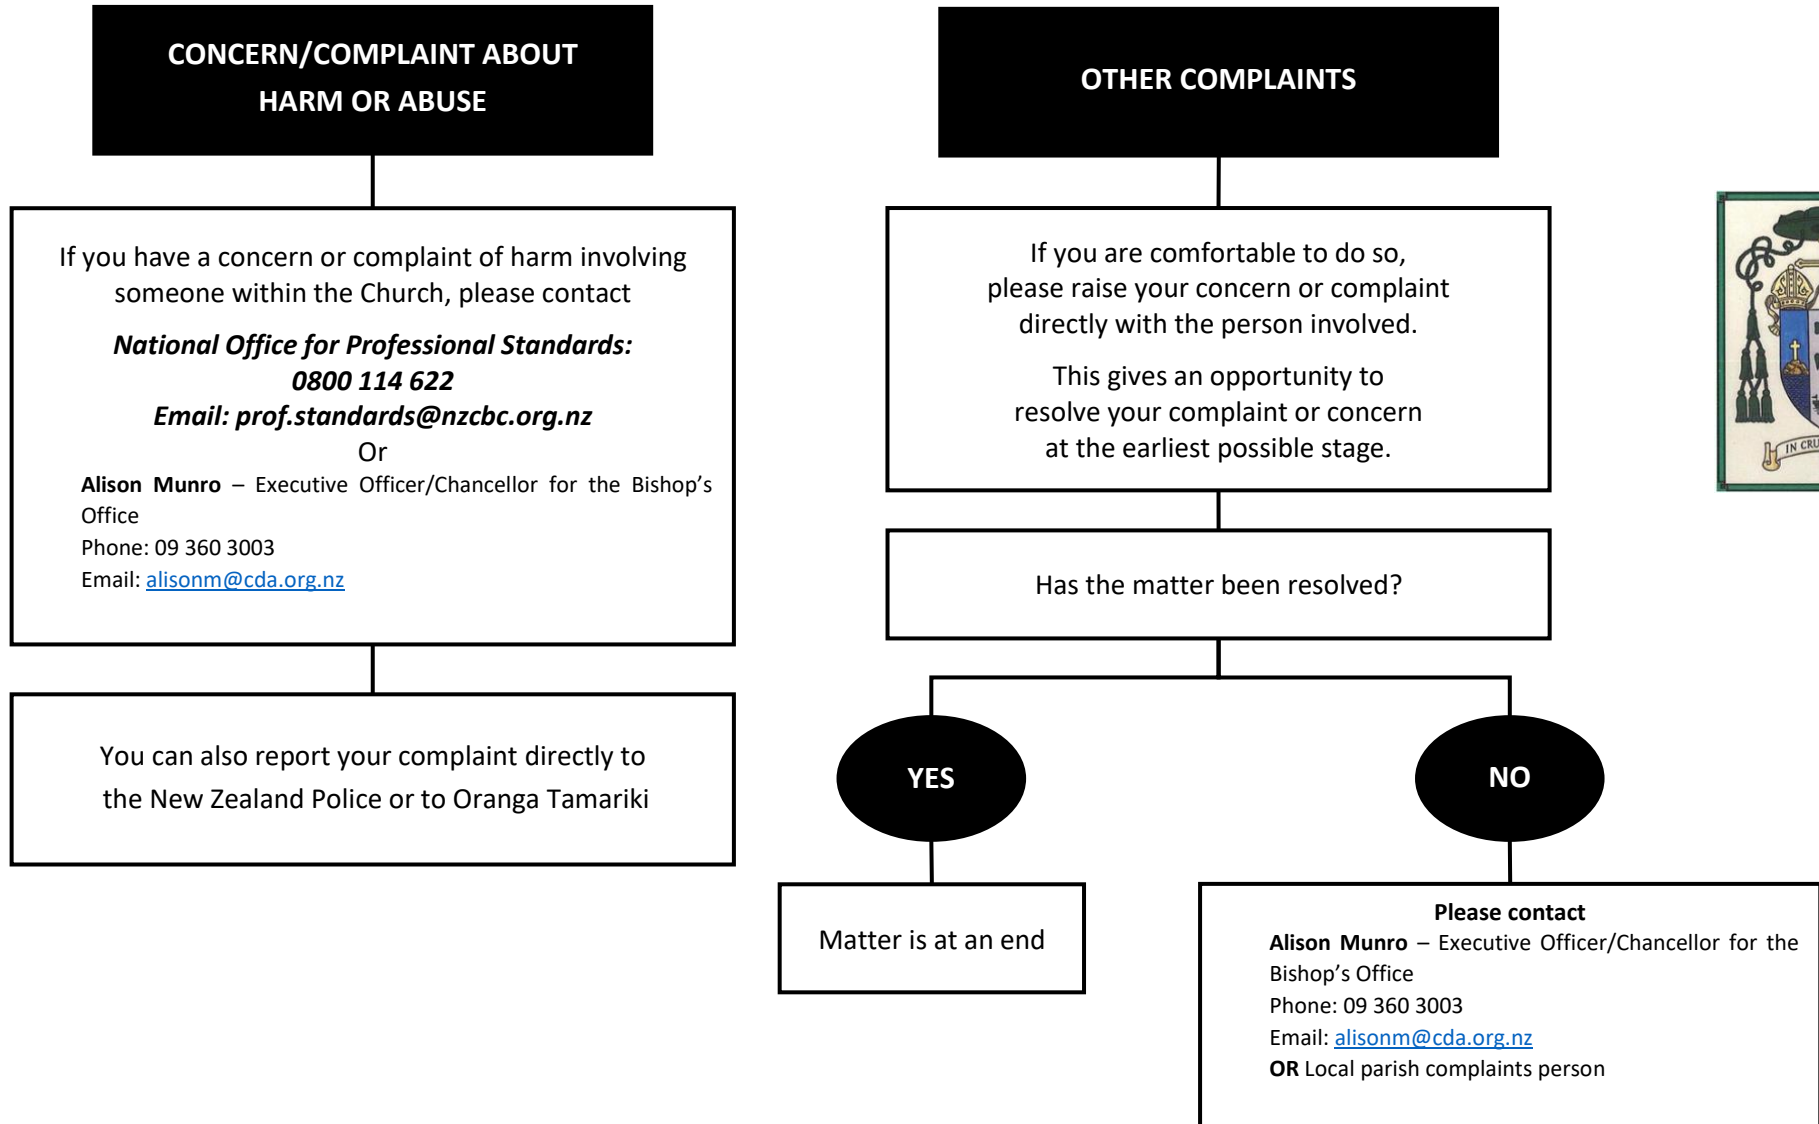 CONCERN/COMPLAINT ABOUT
HARM OR ABUSE
If you have a concern or complaint of harm involving
someone within the Church, please contact
National Office for Professional Standards:
0800 114 622
Email: prof.standards@nzcbc.org.nz
Or
Alison Munro – Executive Officer/Chancellor for the Bishop's
Office
Phone: 09 360 3003
Email: alisonm@cda.org.nz
You can also report your complaint directly to
the New Zealand Police or to Oranga Tamariki
OTHER COMPLAINTS
If you are comfortable to do so,
please raise your concern or complaint
directly with the person involved.
This gives an opportunity to
resolve your complaint or concern
at the earliest possible stage.
Has the matter been resolved?
YES
Matter is at an end
NO
Please contact
Alison Munro – Executive Officer/Chancellor for the
Bishop's Office
Phone: 09 360 3003
Email: alisonm@cda.org.nz
OR Local parish complaints person
IN CRU